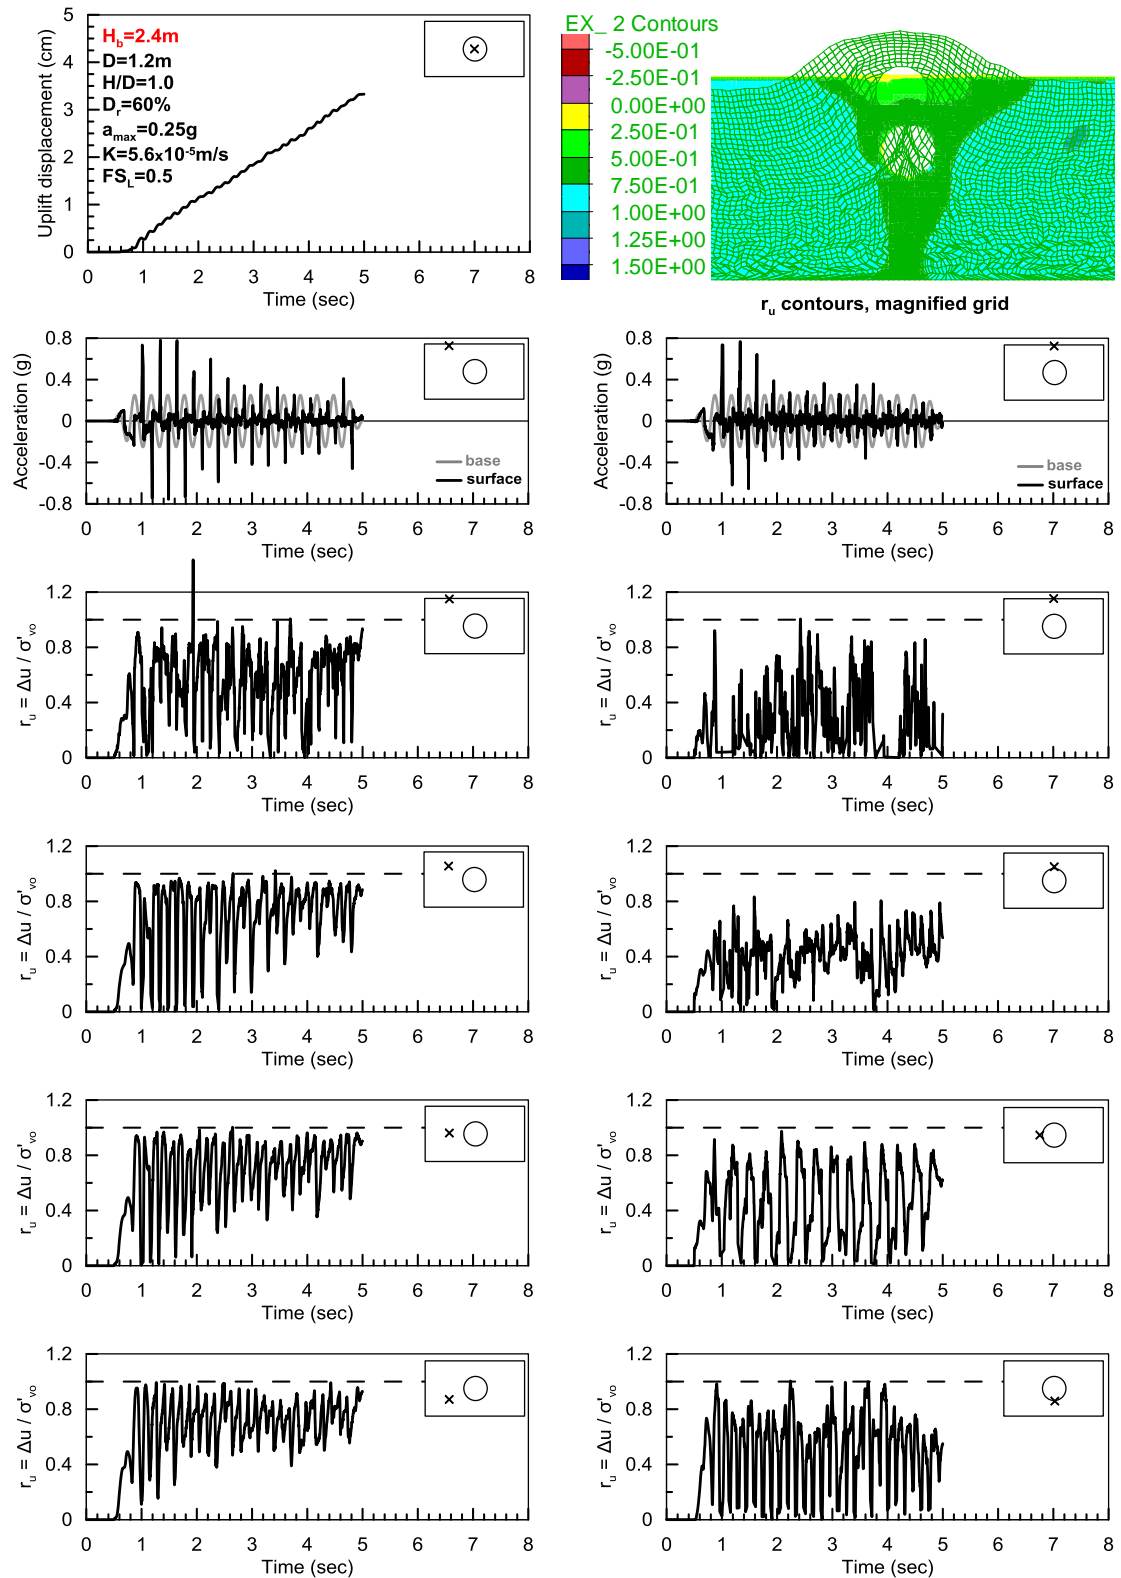 5
4
3
2
1
0
Uplift displacement (cm)
H_b=2.4m
D=1.2m
H/D=1.0
D_r=60%
a_max=0.25g
K=5.6x10^-5m/s
FS_L=0.5
0 1 2 3 4 5 6 7 8
Time (sec)
EX_ 2 Contours
-5.00E-01
-2.50E-01
0.00E+00
2.50E-01
5.00E-01
7.50E-01
1.00E+00
1.25E+00
1.50E+00
r_u contours, magnified grid
0.8
0.4
0
-0.4
-0.8
Acceleration (g)
base
surface
0 1 2 3 4 5 6 7 8
Time (sec)
0.8
0.4
0
-0.4
-0.8
Acceleration (g)
base
surface
0 1 2 3 4 5 6 7 8
Time (sec)
1.2
0.8
0.4
0
r_u = Δu / σ'_vo
0 1 2 3 4 5 6 7 8
Time (sec)
1.2
0.8
0.4
0
r_u = Δu / σ'_vo
0 1 2 3 4 5 6 7 8
Time (sec)
1.2
0.8
0.4
0
r_u = Δu / σ'_vo
0 1 2 3 4 5 6 7 8
Time (sec)
1.2
0.8
0.4
0
r_u = Δu / σ'_vo
0 1 2 3 4 5 6 7 8
Time (sec)
1.2
0.8
0.4
0
r_u = Δu / σ'_vo
0 1 2 3 4 5 6 7 8
Time (sec)
1.2
0.8
0.4
0
r_u = Δu / σ'_vo
0 1 2 3 4 5 6 7 8
Time (sec)
1.2
0.8
0.4
0
r_u = Δu / σ'_vo
0 1 2 3 4 5 6 7 8
Time (sec)
1.2
0.8
0.4
0
r_u = Δu / σ'_vo
0 1 2 3 4 5 6 7 8
Time (sec)